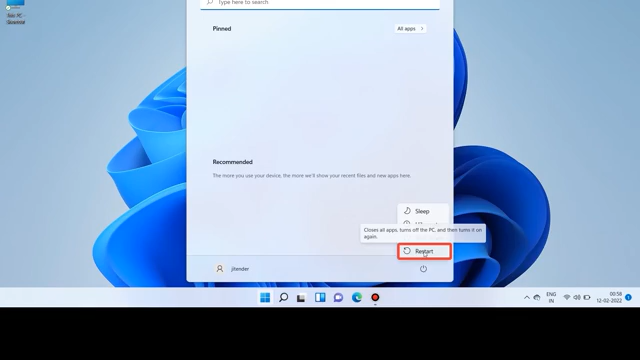 Type here to search
Pinned
All apps
Recommended
The more you use your device, the more we'll show your recent files and new apps here.
Sleep
Closes all apps, turns off the PC, and then turns it on
again.
Restart
jitender
ENG
IN
00:58
12-02-2022